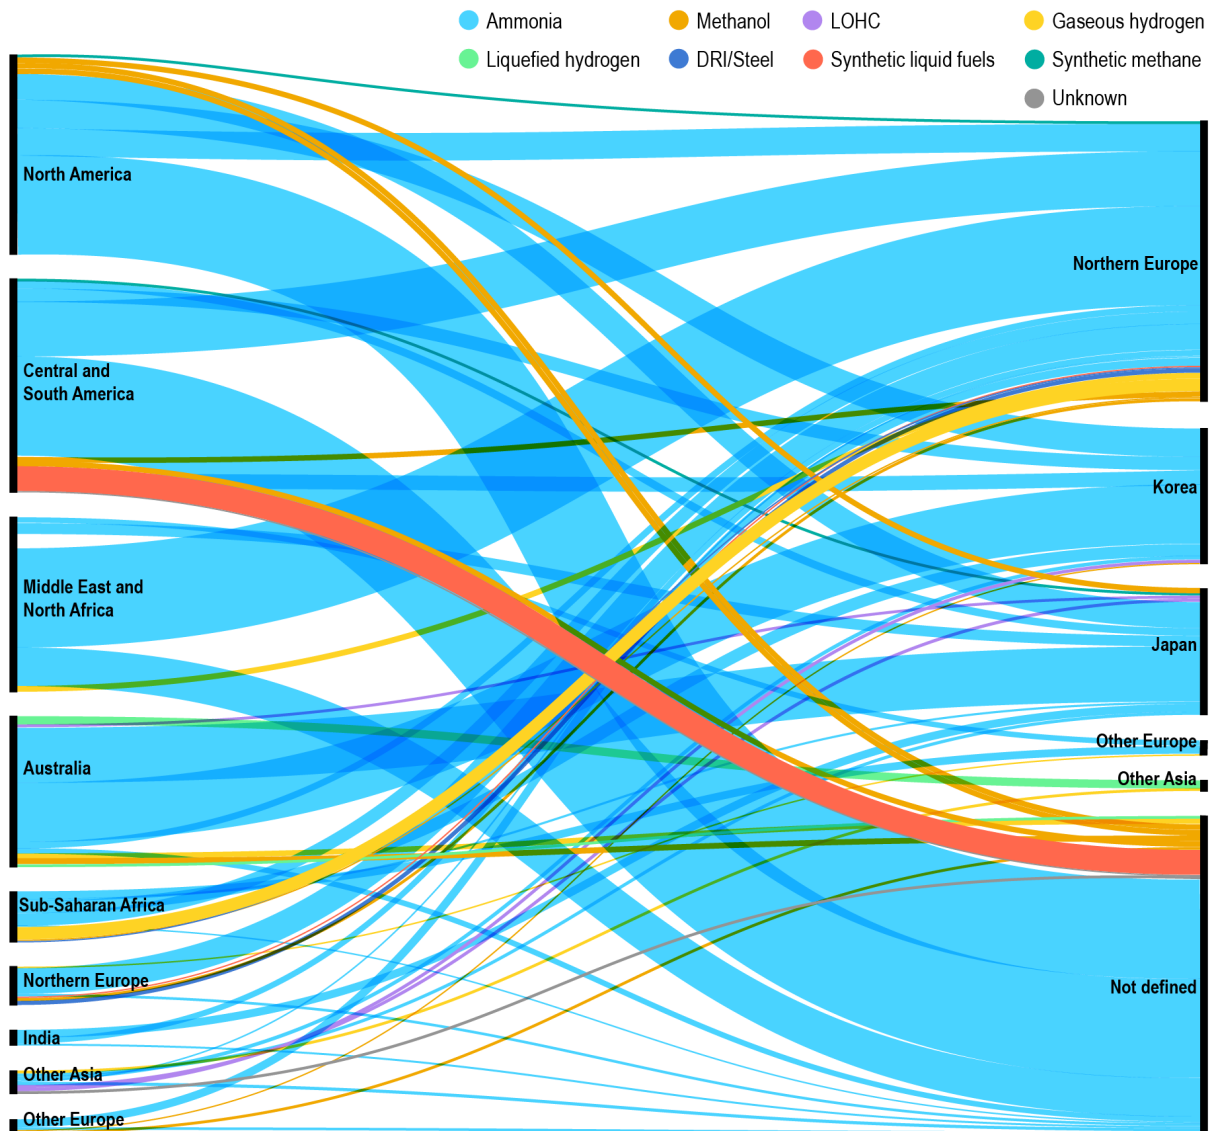 Ammonia
Methanol
LOHC
Gaseous hydrogen
Liquefied hydrogen
DRI/Steel
Synthetic liquid fuels
Synthetic methane
Unknown
North America
Central and
South America
Middle East and
North Africa
Australia
Sub-Saharan Africa
Northern Europe
India
Other Asia
Other Europe
Northern Europe
Korea
Japan
Other Europe
Other Asia
Not defined